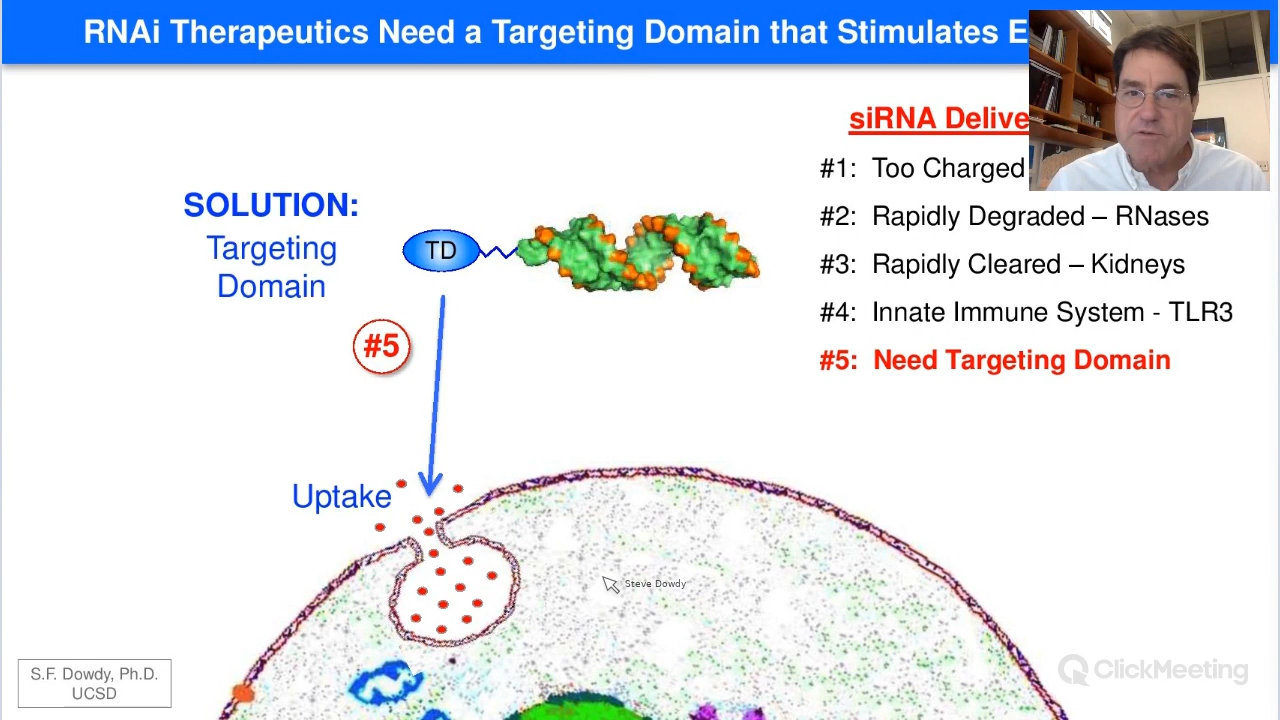 RNAi Therapeutics Need a Targeting Domain that Stimulates E
siRNA Delive
#1: Too Charged
#2: Rapidly Degraded – RNases
#3: Rapidly Cleared – Kidneys
#4: Innate Immune System - TLR3
#5: Need Targeting Domain
SOLUTION:
Targeting
Domain
TD
#5
Uptake
Steve Dowdy
S.F. Dowdy, Ph.D.
UCSD
ClickMeeting